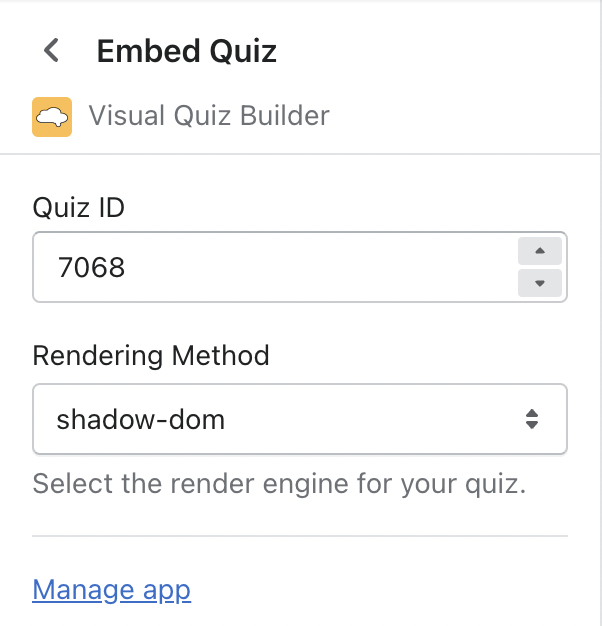 Embed Quiz
Visual Quiz Builder
Quiz ID
7068
Rendering Method
shadow-dom
Select the render engine for your quiz.
Manage app